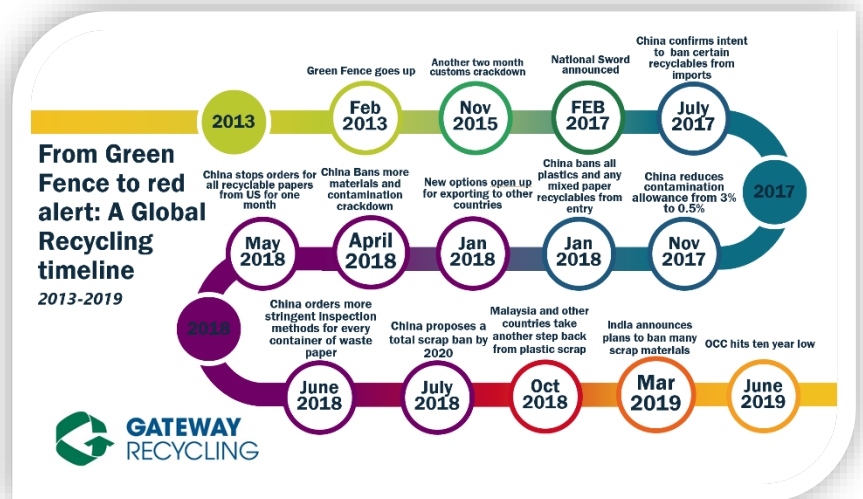 Green Fence goes up
Another two month
customs crackdown
National Sword
announced
China confirms intent
to ban certain
recyclables from
imports
2013
Feb
2013
Nov
2015
FEB
2017
July
2017
From Green
Fence to red
alert: A Global
Recycling
timeline
2013-2019
2017
China reduces
contamination
allowance from 3%
to 0.5%
China bans all
plastics and any
mixed paper
recyclables from
entry
New options open up
for exporting to other
countries
China Bans more
materials and
contamination
crackdown
China stops orders for
all recyclable papers
from US for one
month
Nov
2017
Jan
2018
Jan
2018
April
2018
May
2018
2018
China orders more
stringent inspection
methods for every
container of waste
paper
China proposes a
total scrap ban by
2020
Malaysia and other
countries take
another step back
from plastic scrap
India announces
plans to ban many
scrap materials
OCC hits ten year low
June
2018
July
2018
Oct
2018
Mar
2019
June
2019
GATEWAY
RECYCLING